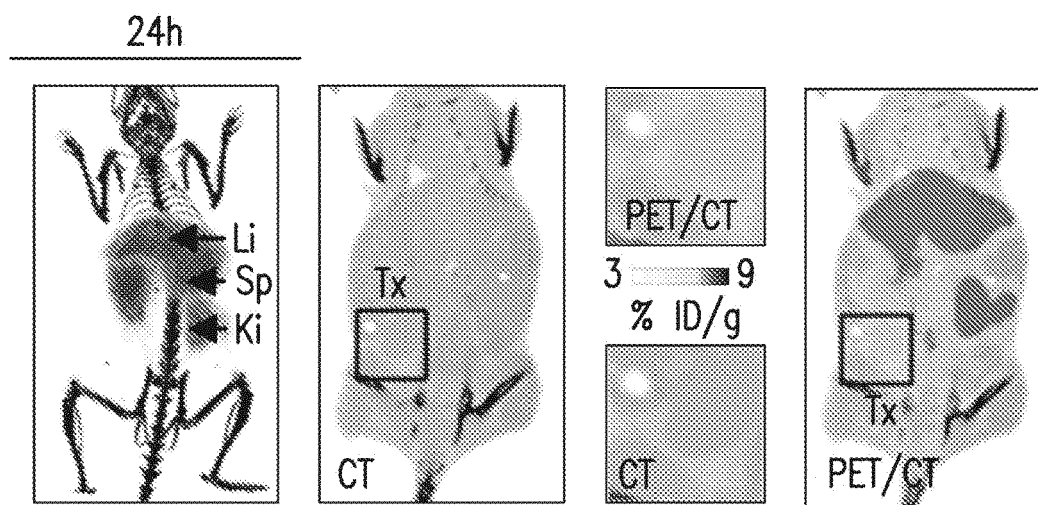 24h
Li
Sp
Ki
Tx
CT
PET/CT
3 9
% ID/g
CT
Tx
PET/CT